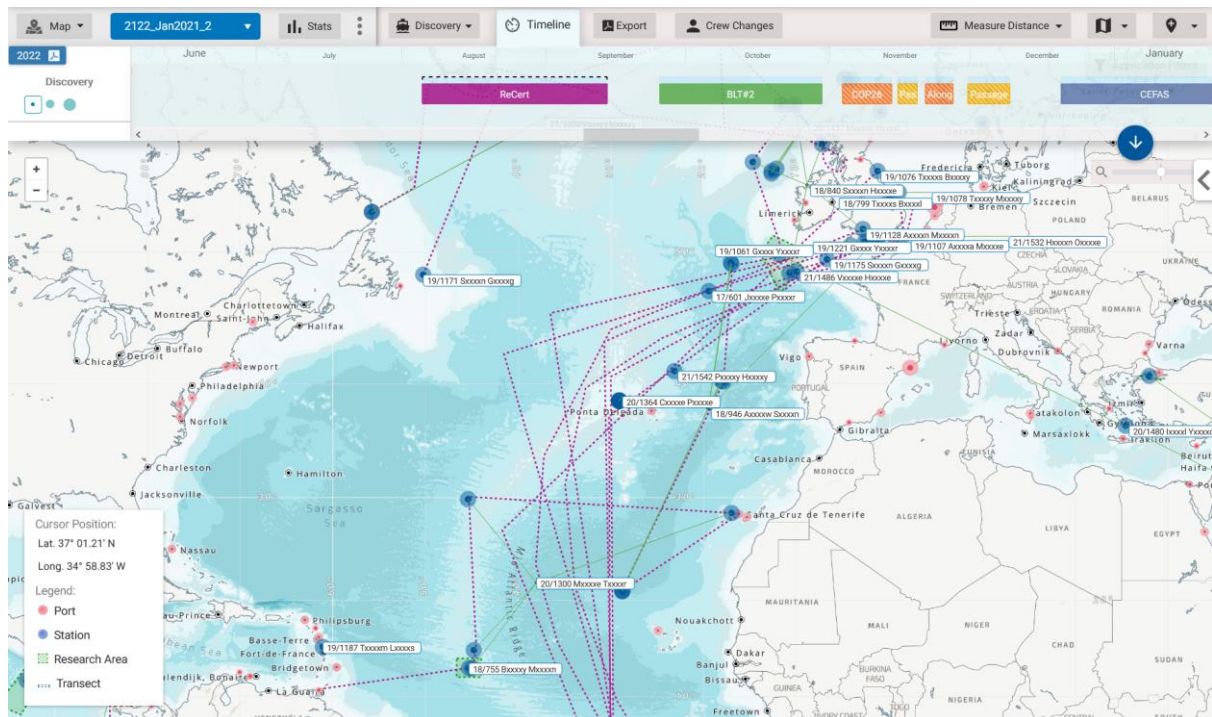 Map
2122_Jan2021_2
Stats
Discovery
Timeline
Export
Crew Changes
Measure Distance
2022
June
July
August
September
October
November
December
January
Discovery
ReCert
BLT#2
COP26
Pas
Along
Passage
CEFAS
+
−
Fredericia
Tuborg
19/1076 Txxxxs Bxxxxy
Kiel
Kaliningrad
BELARUS
18/840 Sxxxxn Hxxxxe
18/799 Txxxxs Bxxxxl
19/1078 Txxxxy Mxxxxy
Bremen
Szczecin
Limerick
POLAND
19/1128 Axxxxn Mxxxxn
19/1061 Gxxxx Yxxxxr
19/1221 Gxxxx Yxxxxr
19/1107 Axxxxa Mxxxxe
21/1532 Hxxxxn Oxxxxe
CZECHIA
UKRAINE
19/1175 Sxxxxn Gxxxxg
SLOVAKIA
19/1171 Sxxxxn Gxxxxg
21/1486 Vxxxxe Hxxxxe
FRANCE
AUSTRIA
HUNGARY
SWITZERLAND
17/601 Jxxxxe Pxxxxr
ROMANIA
Charlottetown
Montreal
Saint-John
Halifax
Trieste
CROATIA
Zadar
SERBIA
Livorno
Dubrovnik
Varna
Chicago
Detroit
Buffalo
Newport
Vigo
SPAIN
21/1542 Pxxxxy Hxxxxy
Philadelphia
PORTUGAL
20/1364 Cxxxxe Pxxxxe
Ponta Delgada
18/946 Axxxxw Sxxxxn
Norfolk
Katakolon
Izmir
Gibraltar
Marsaxlokk
Iraklion
20/1480 Ixxxxl Yxxxxc
Casablanca
TUNISIA
Beirut
Haifa
Charleston
Hamilton
MOROCCO
Jacksonville
Sargasso
Sea
Galvest
Santa Cruz de Tenerife
ALGERIA
LIBYA
EGYPT
Cursor Position:
Lat. 37° 01.21' N
Long. 34° 58.83' W
Legend:
Port
Station
Research Area
Transect
Nassau
Mid Atlantic Ridge
20/1300 Mxxxxe Txxxxr
MAURITANIA
au-Prince
Philipsburg
Nouakchott
MALI
NIGER
CHAD
SUDAN
Basse-Terre
19/1187 Txxxxm Lxxxxs
Fort-de-France
Bridgetown
18/755 Bxxxxy Mxxxxn
Dakar
Banjul
Bissau
BURKINA
FASO
lendijk, Bonaire
La Guaira
GUINEA
NIGERIA
Freetown